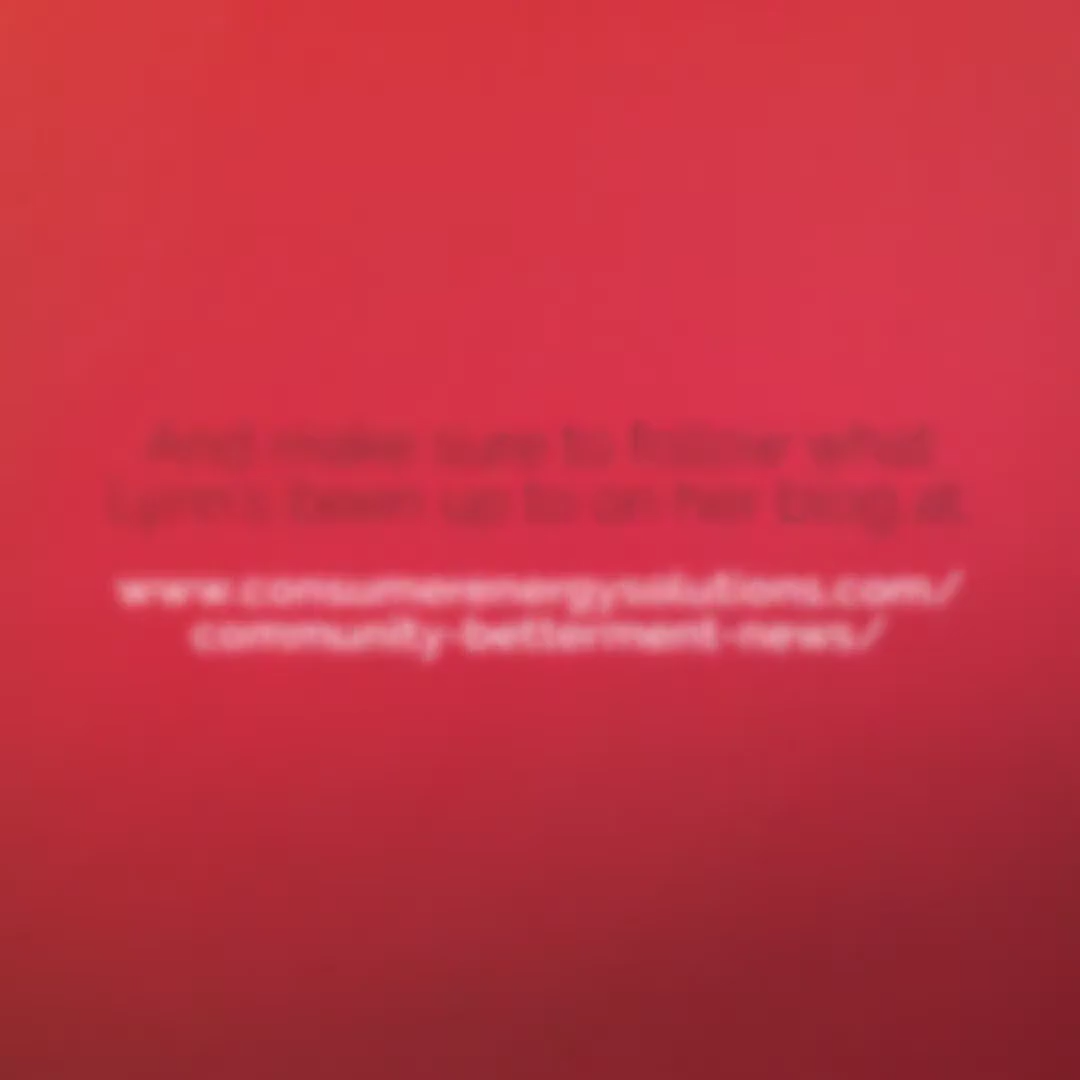 And make sure to follow what
Lynn's been up to on her blog at
www.consumerenergysolutions.com/
community-betterment-news/